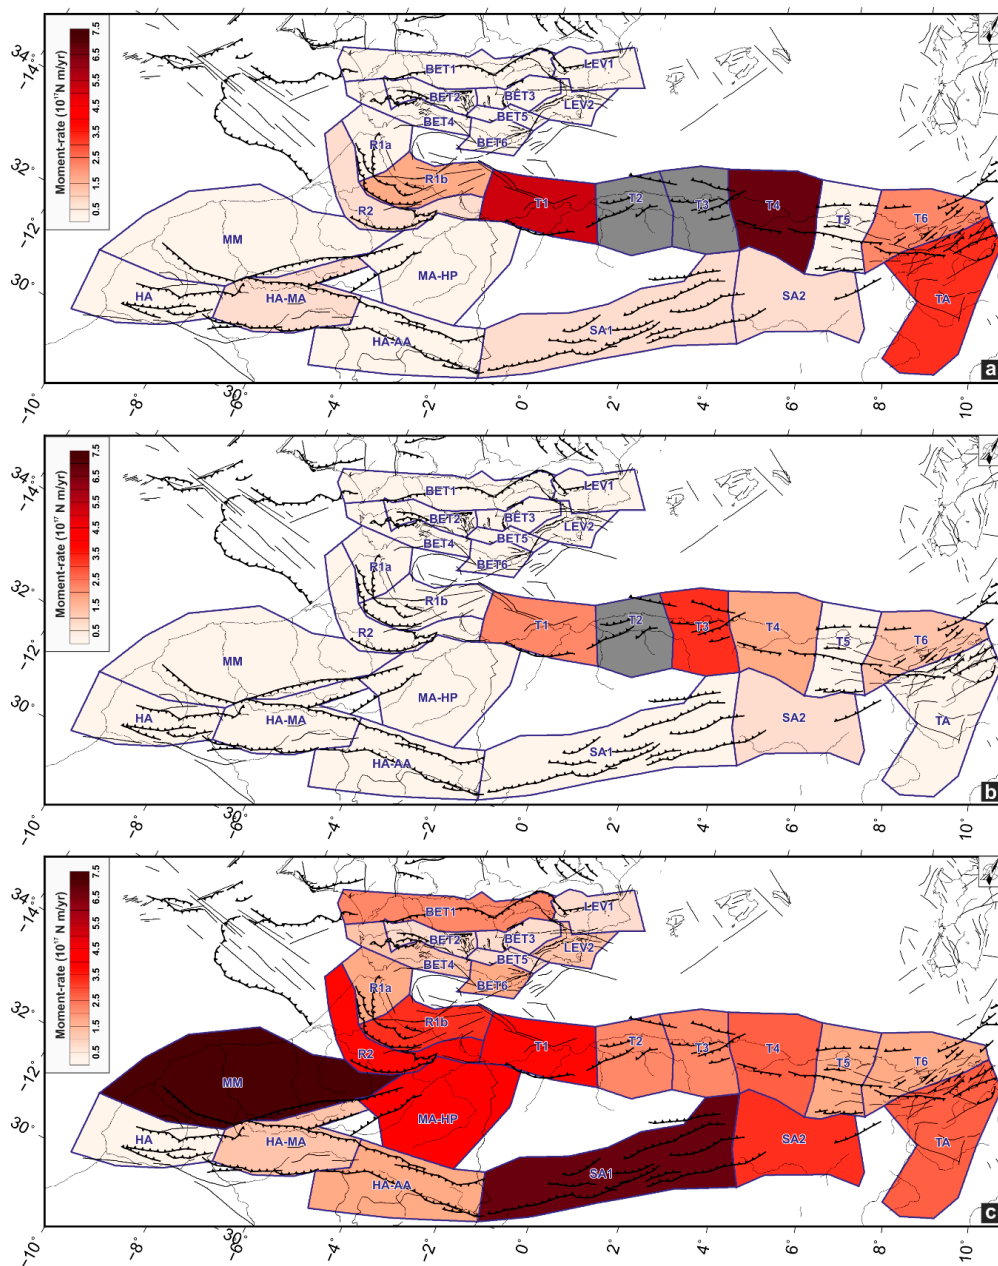 Moment-rate (10¹⁷ N m/yr)
0.5 1.5 2.5 3.5 4.5 5.5 6.5 7.5
34°
-14°
32°
-12°
30°
BET1
LEV1
BET2
BET3
LEV2
BET4
BET5
BET6
R1a
R1b
R2
T1
T2
T3
T4
T5
T6
MM
MA-HP
HA
HA-MA
HA-AA
SA1
SA2
TA
a
-10° -8° -6° 30° -4° -2° 0° 2° 4° 6° 8° 10°
Moment-rate (10¹⁷ N m/yr)
0.5 1.5 2.5 3.5 4.5 5.5 6.5 7.5
34°
-14°
32°
-12°
30°
BET1
LEV1
BET2
BET3
LEV2
BET4
BET5
BET6
R1a
R1b
R2
T1
T2
T3
T4
T5
T6
MM
MA-HP
HA
HA-MA
HA-AA
SA1
SA2
TA
b
-10° -8° -6° 30° -4° -2° 0° 2° 4° 6° 8° 10°
Moment-rate (10¹⁷ N m/yr)
0.5 1.5 2.5 3.5 4.5 5.5 6.5 7.5
34°
-14°
32°
-12°
30°
BET1
LEV1
BET2
BET3
LEV2
BET4
BET5
BET6
R1a
R1b
R2
T1
T2
T3
T4
T5
T6
MM
MA-HP
HA
HA-MA
HA-AA
SA1
SA2
TA
c
-10° -8° -6° 30° -4° -2° 0° 2° 4° 6° 8° 10°